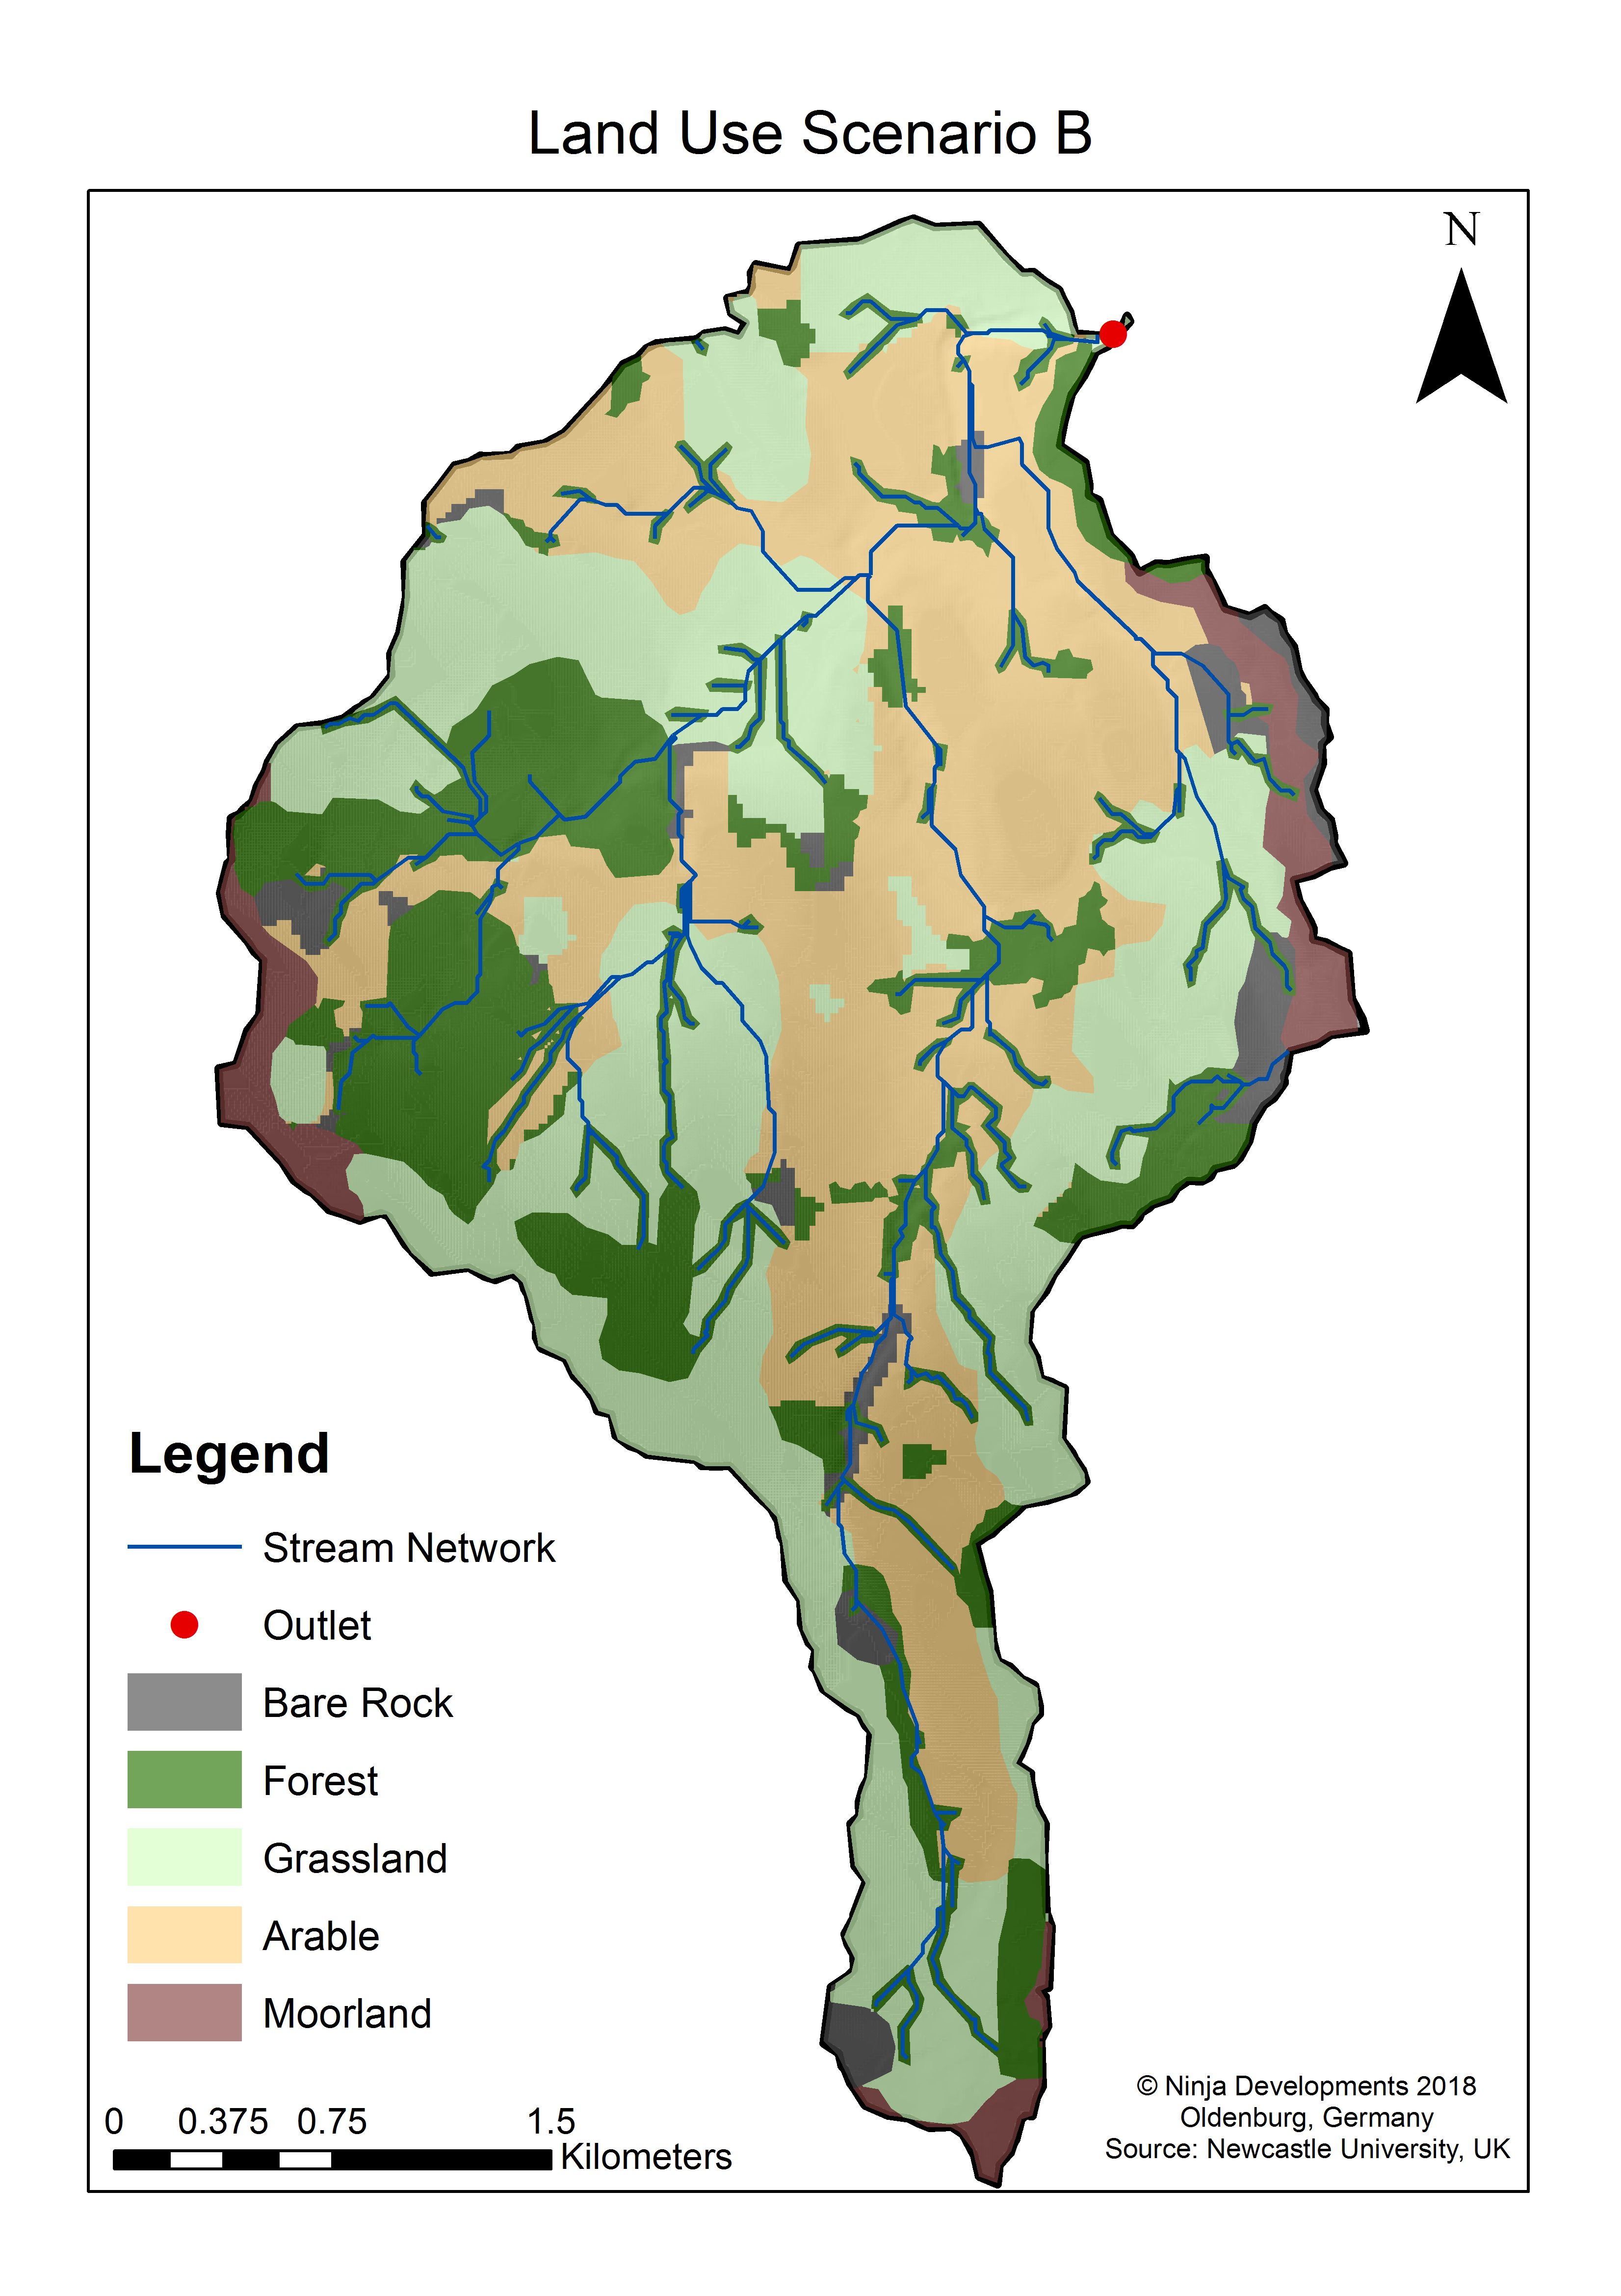 Land Use Scenario B
N
Legend
Stream Network
Outlet
Bare Rock
Forest
Grassland
Arable
Moorland
0 0.375 0.75 1.5
Kilometers
© Ninja Developments 2018
Oldenburg, Germany
Source: Newcastle University, UK